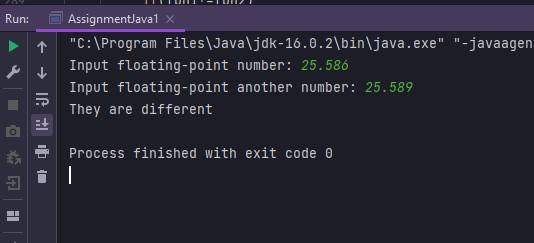 Run: AssignmentJava1
"C:\Program Files\Java\jdk-16.0.2\bin\java.exe" "-javaagen
Input floating-point number: 25.586
Input floating-point another number: 25.589
They are different
Process finished with exit code 0